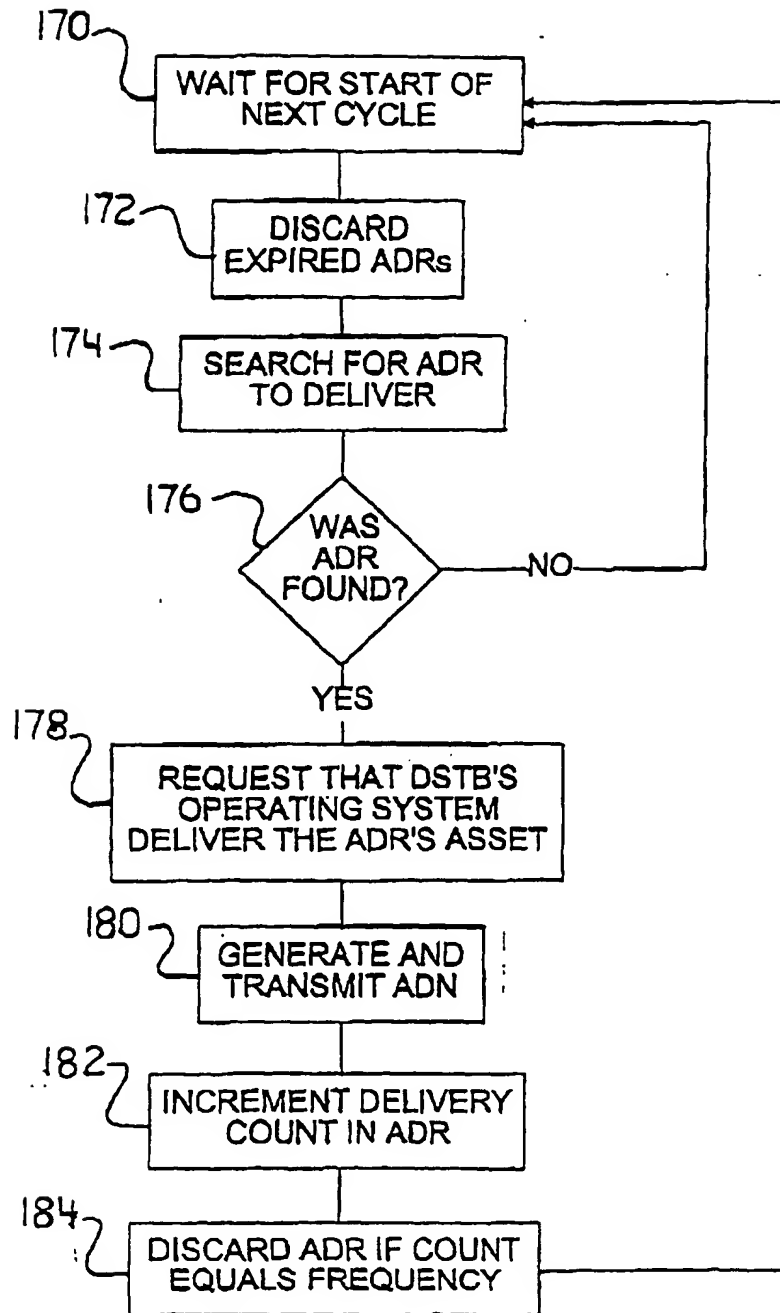 170
WAIT FOR START OF
NEXT CYCLE
172
DISCARD
EXPIRED ADRs
174
SEARCH FOR ADR
TO DELIVER
176
WAS
ADR
FOUND?
NO
YES
178
REQUEST THAT DSTB'S
OPERATING SYSTEM
DELIVER THE ADR'S ASSET
180
GENERATE AND
TRANSMIT ADN
182
INCREMENT DELIVERY
COUNT IN ADR
184
DISCARD ADR IF COUNT
EQUALS FREQUENCY